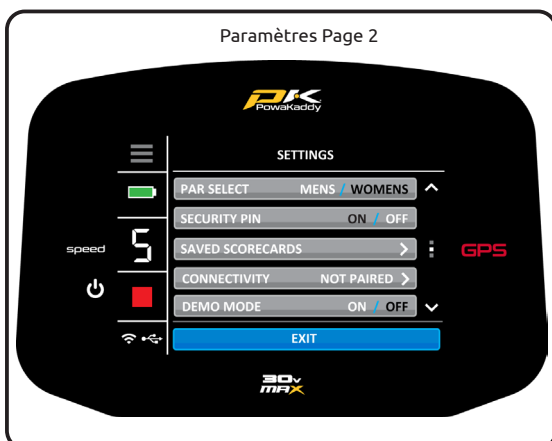 Paramètres Page 2
PK
PowaKaddy
SETTINGS
PAR SELECT MENS / WOMENS
SECURITY PIN ON / OFF
speed 5 SAVED SCORECARDS > GPS
CONNECTIVITY NOT PAIRED >
DEMO MODE ON / OFF
EXIT
30v
MAX